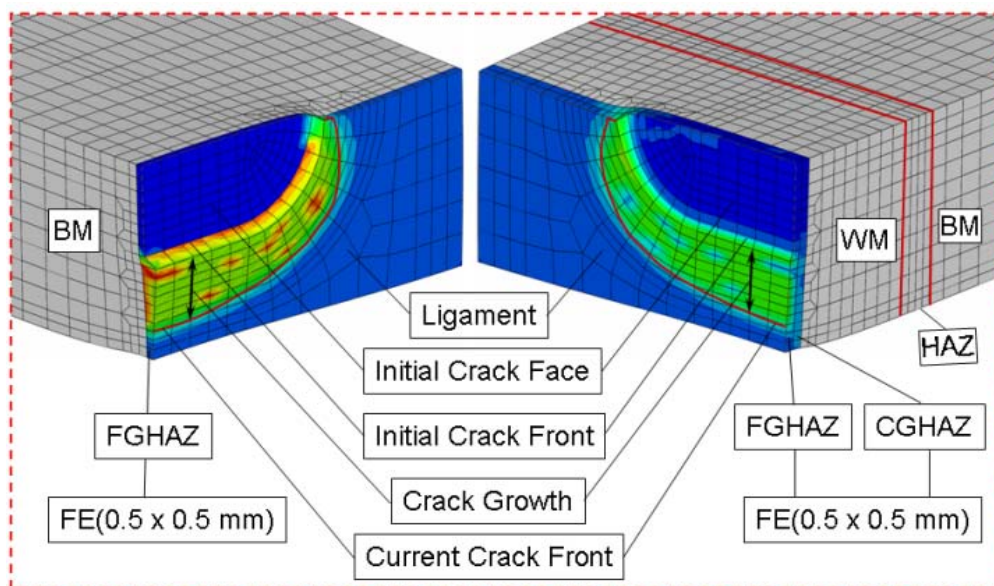 BM
WM
BM
Ligament
HAZ
Initial Crack Face
FGHAZ
Initial Crack Front
FGHAZ
CGHAZ
Crack Growth
FE(0.5 x 0.5 mm)
FE(0.5 x 0.5 mm)
Current Crack Front